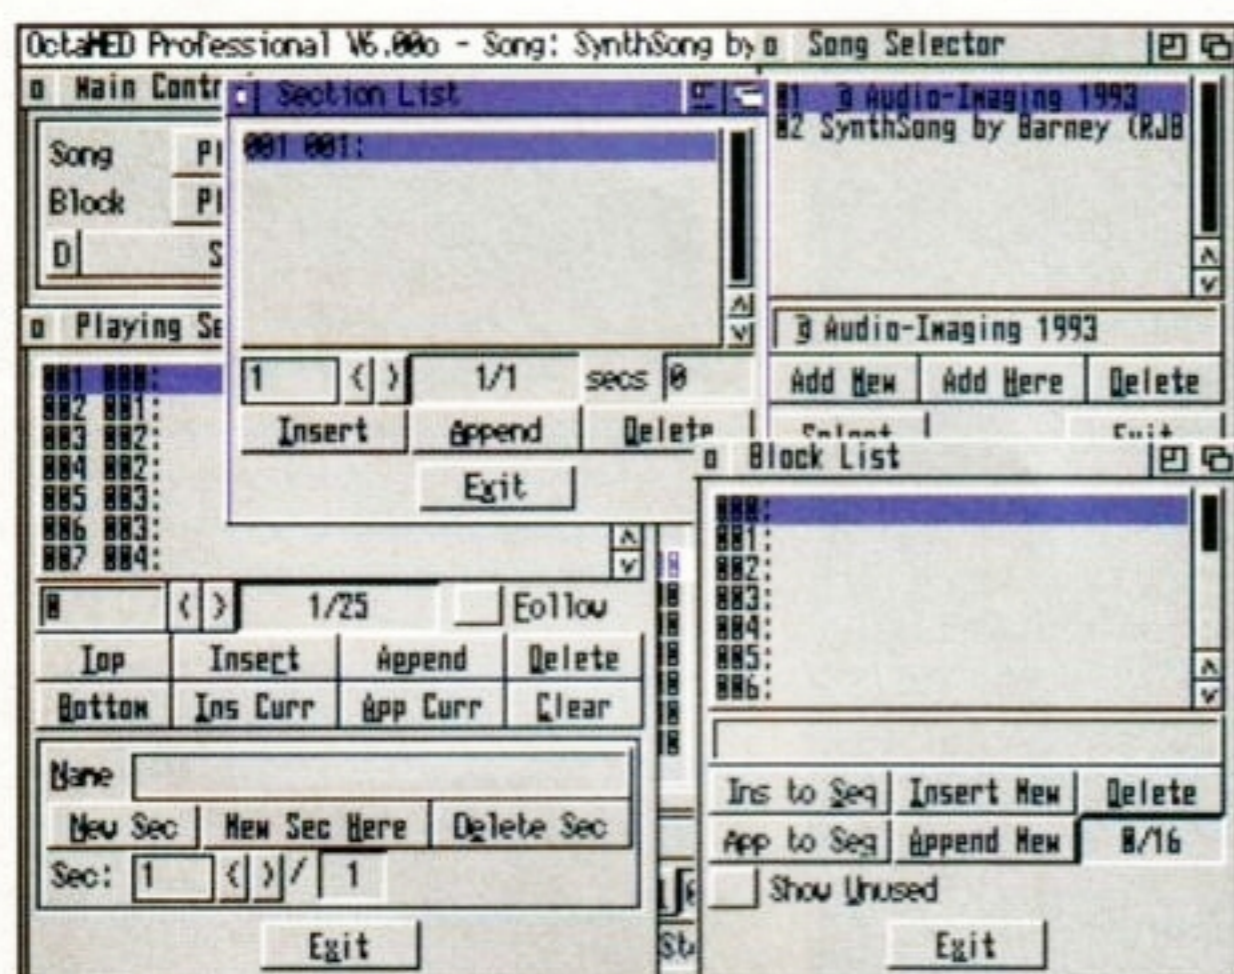 OctaMED Professional V6.00o - Song: SynthSong by
Main Contr
Song
Block
D
Section List
001 001:
1 < > 1/1 secs 0
Insert Append Delete
Exit
Song Selector
01 @ Audio-Imaging 1993
02 SynthSong by Barney (RJB
@ Audio-Imaging 1993
Add New Add Here Delete
Select Exit
Playing Se
001 000:
002 001:
003 002:
004 002:
005 003:
006 003:
007 004:
0 < > 1/25 Follow
Top Insert Append Delete
Bottom Ins Curr App Curr Clear
Name
New Sec New Sec Here Delete Sec
Sec: 1 < > / 1
Exit
Block List
000:
001:
002:
003:
004:
005:
006:
Ins to Seq Insert New Delete
App to Seq Append New 0/16
Show Unused
Exit